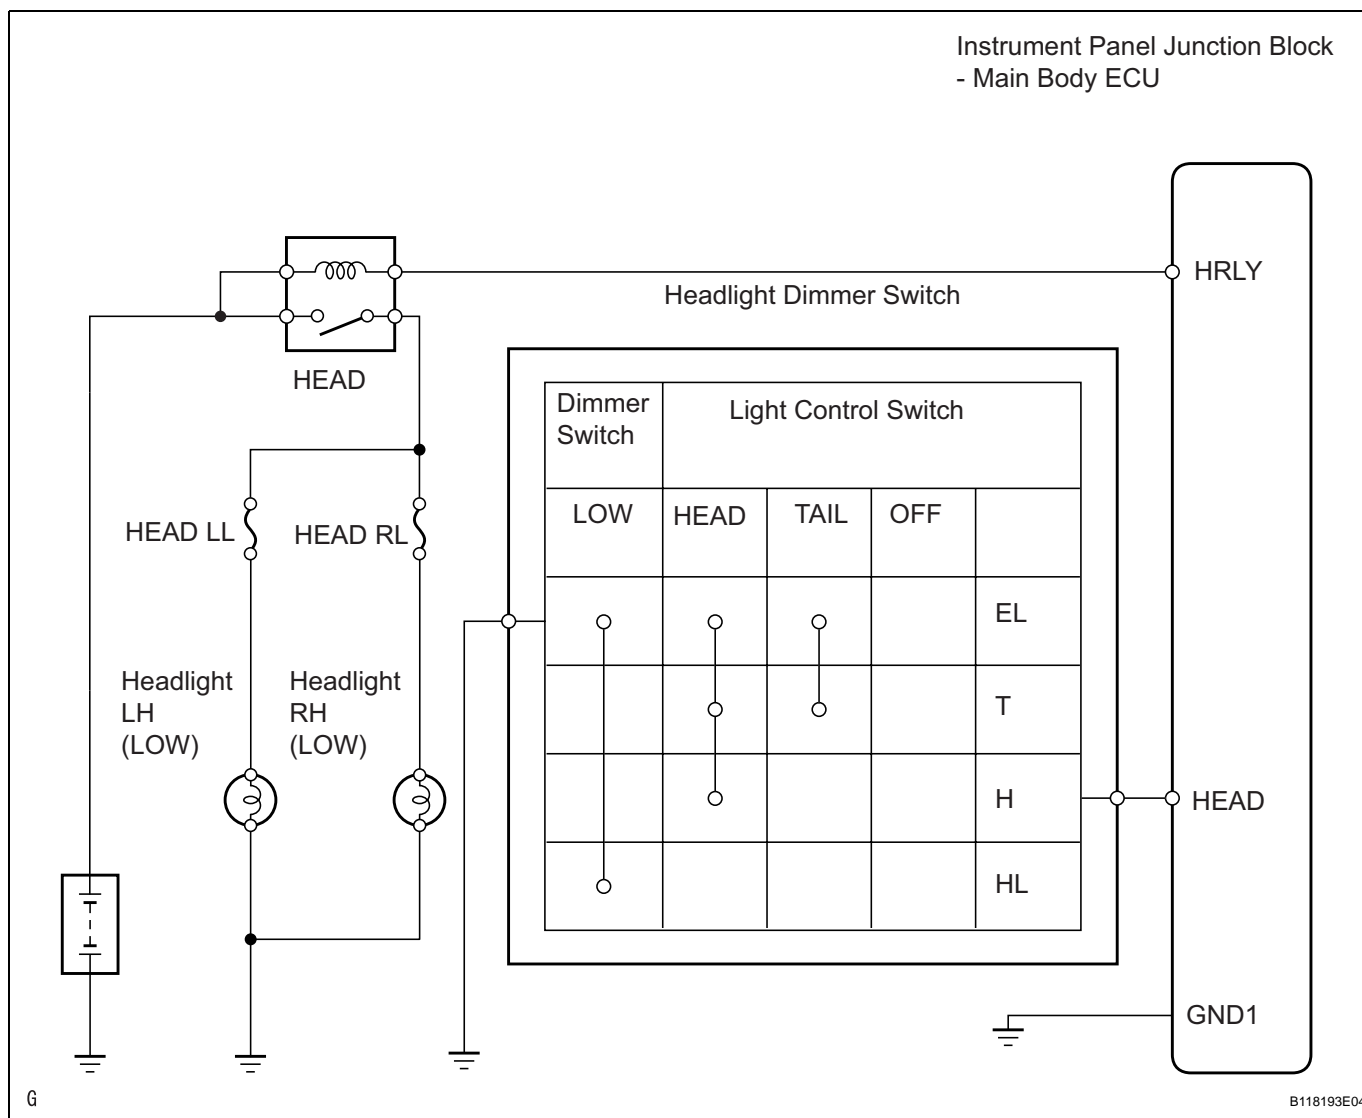 Instrument Panel Junction Block
- Main Body ECU
HRLY
Headlight Dimmer Switch
HEAD
Dimmer
Switch
Light Control Switch
LOW
HEAD
TAIL
OFF
HEAD LL
HEAD RL
EL
Headlight
LH
(LOW)
Headlight
RH
(LOW)
T
H
HEAD
HL
GND1
G
B118193E04